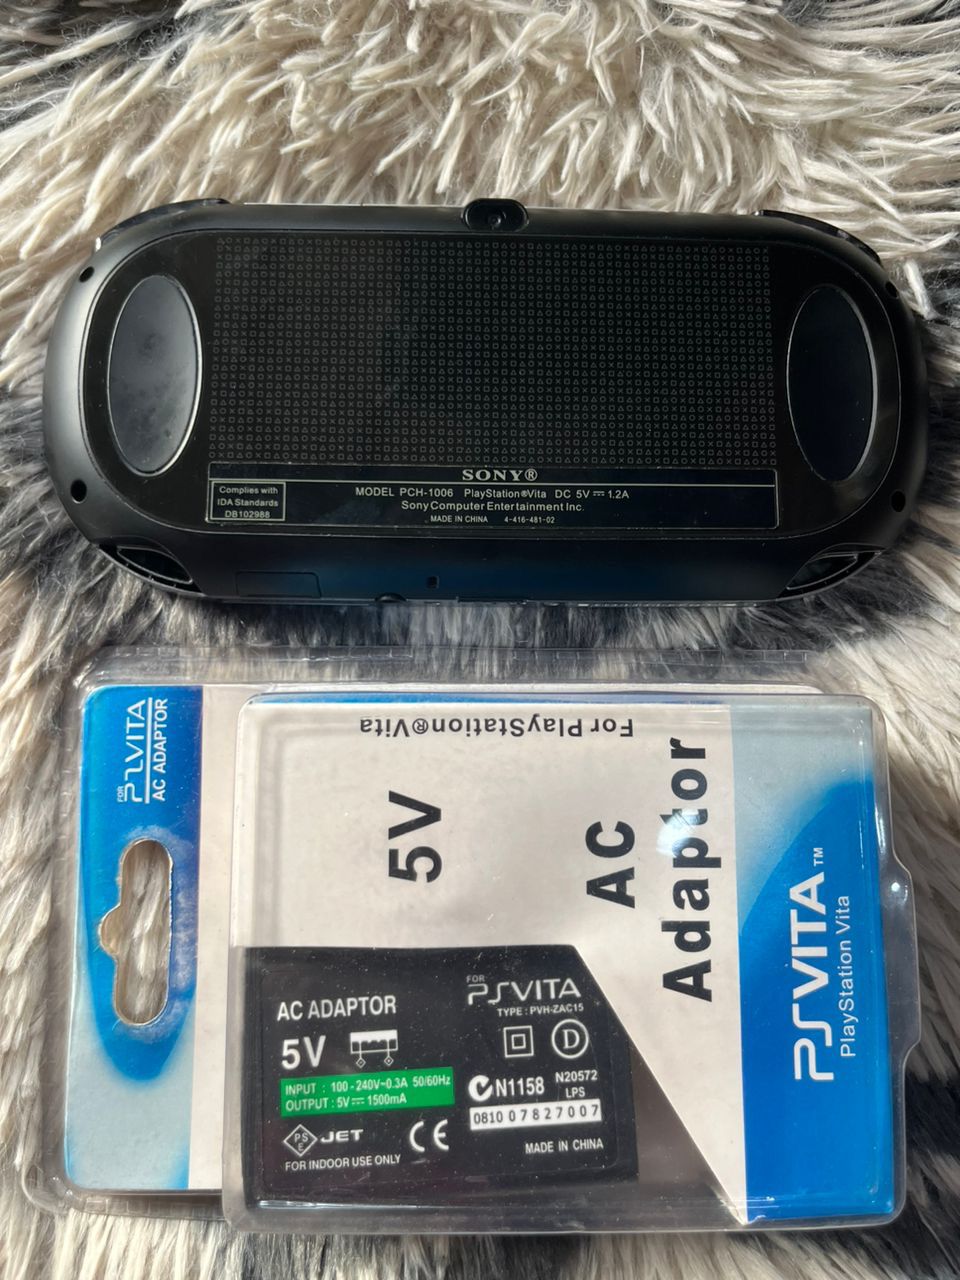 SONY®
Complies with
IDA Standards
DB102988
MODEL PCH-1006 PlayStation®Vita DC 5V ⎓ 1.2A
Sony Computer Entertainment Inc.
MADE IN CHINA 4-416-481-02
FOR PSVITA
AC ADAPTOR
For PlayStation®Vita
5V
AC
Adaptor
PSVITA™
PlayStation Vita
AC ADAPTOR
5V
INPUT : 100-240V~0.3A 50/60Hz
OUTPUT : 5V ⎓ 1500mA
PSE JET
CE
FOR INDOOR USE ONLY
FOR
PSVITA
TYPE : PVH-ZAC15
D
N1158
N20572
LPS
0810 07827007
MADE IN CHINA